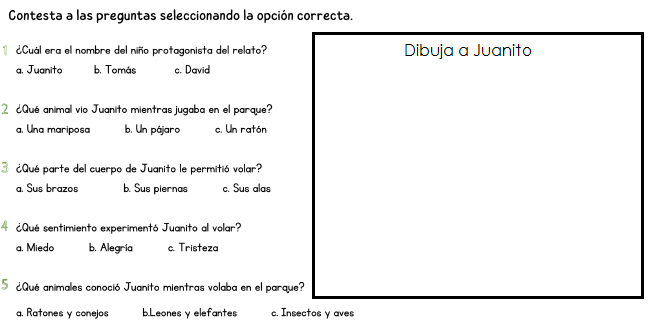 Contesta a las preguntas seleccionando la opción correcta.
1 ¿Cuál era el nombre del niño protagonista del relato?
a. Juanito b. Tomás c. David
2 ¿Qué animal vio Juanito mientras jugaba en el parque?
a. Una mariposa b. Un pájaro c. Un ratón
3 ¿Qué parte del cuerpo de Juanito le permitió volar?
a. Sus brazos b. Sus piernas c. Sus alas
4 ¿Qué sentimiento experimentó Juanito al volar?
a. Miedo b. Alegría c. Tristeza
5 ¿Qué animales conoció Juanito mientras volaba en el parque?
a. Ratones y conejos b.Leones y elefantes c. Insectos y aves
Dibuja a Juanito